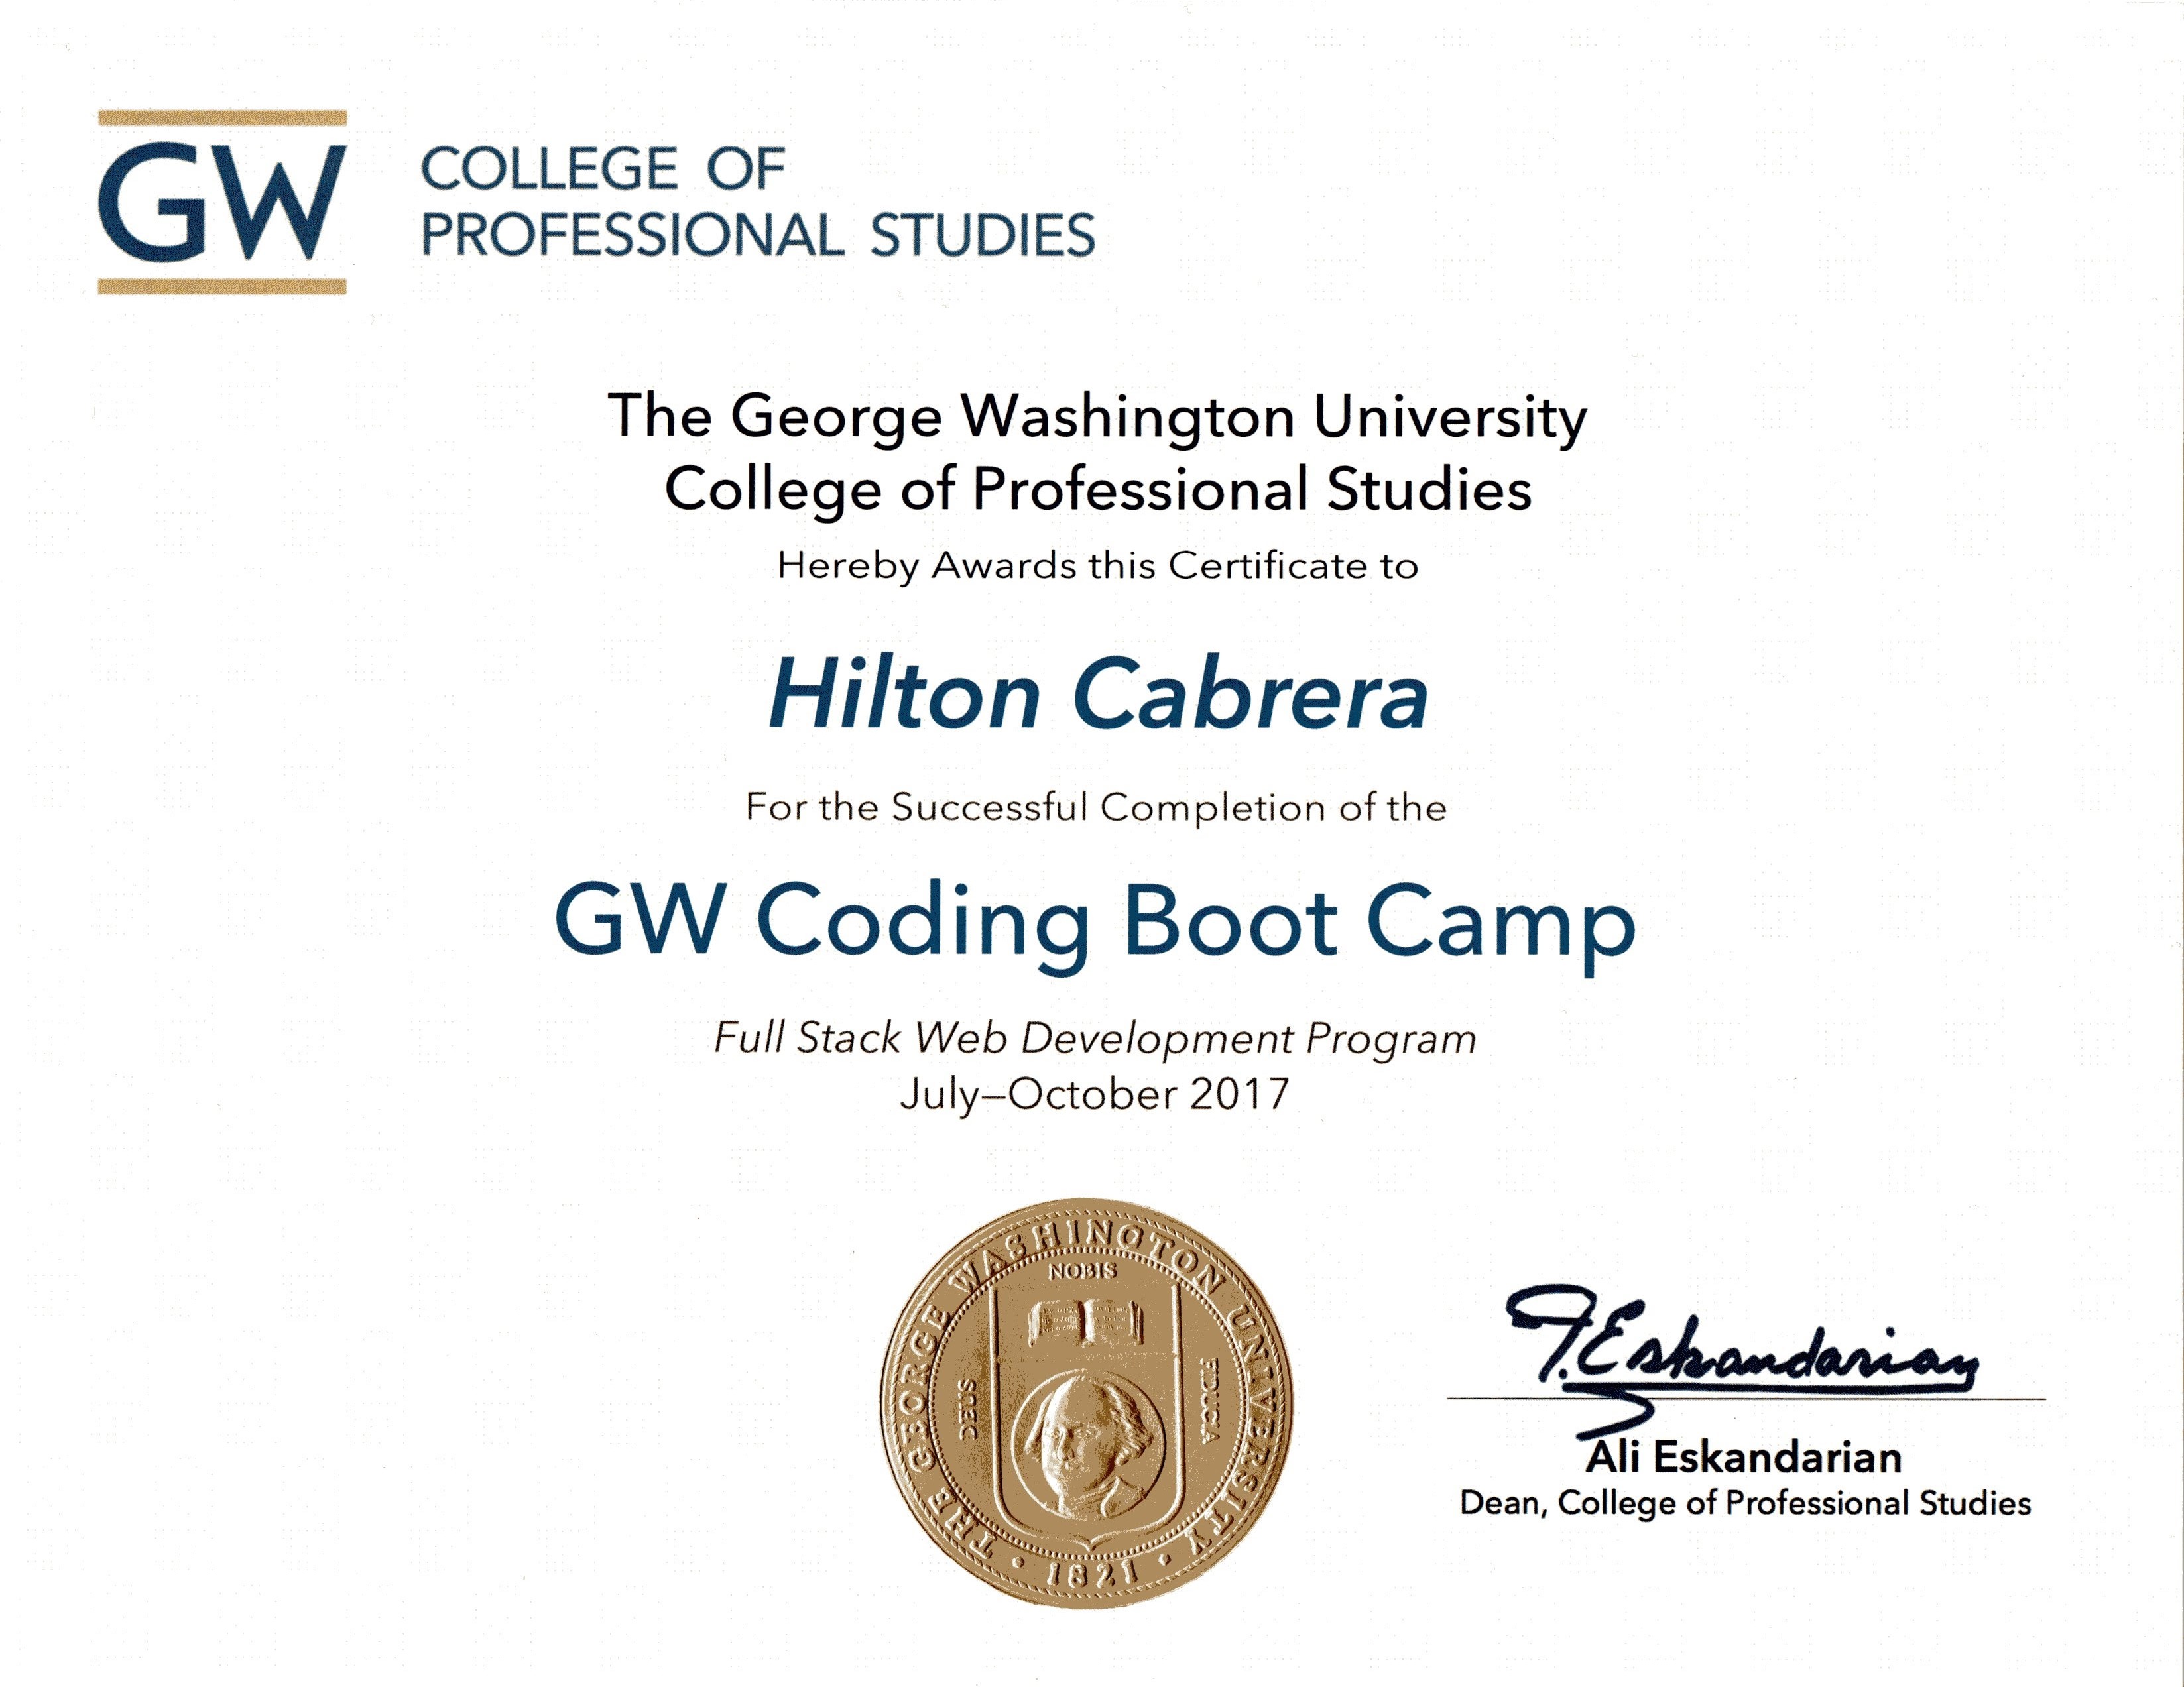 GW
COLLEGE OF
PROFESSIONAL STUDIES
The George Washington University
College of Professional Studies
Hereby Awards this Certificate to
Hilton Cabrera
For the Successful Completion of the
GW Coding Boot Camp
Full Stack Web Development Program
July–October 2017
THE GEORGE WASHINGTON UNIVERSITY
NOBIS
DEUS
FIDUCIA
1821
Eskandarian
Ali Eskandarian
Dean, College of Professional Studies